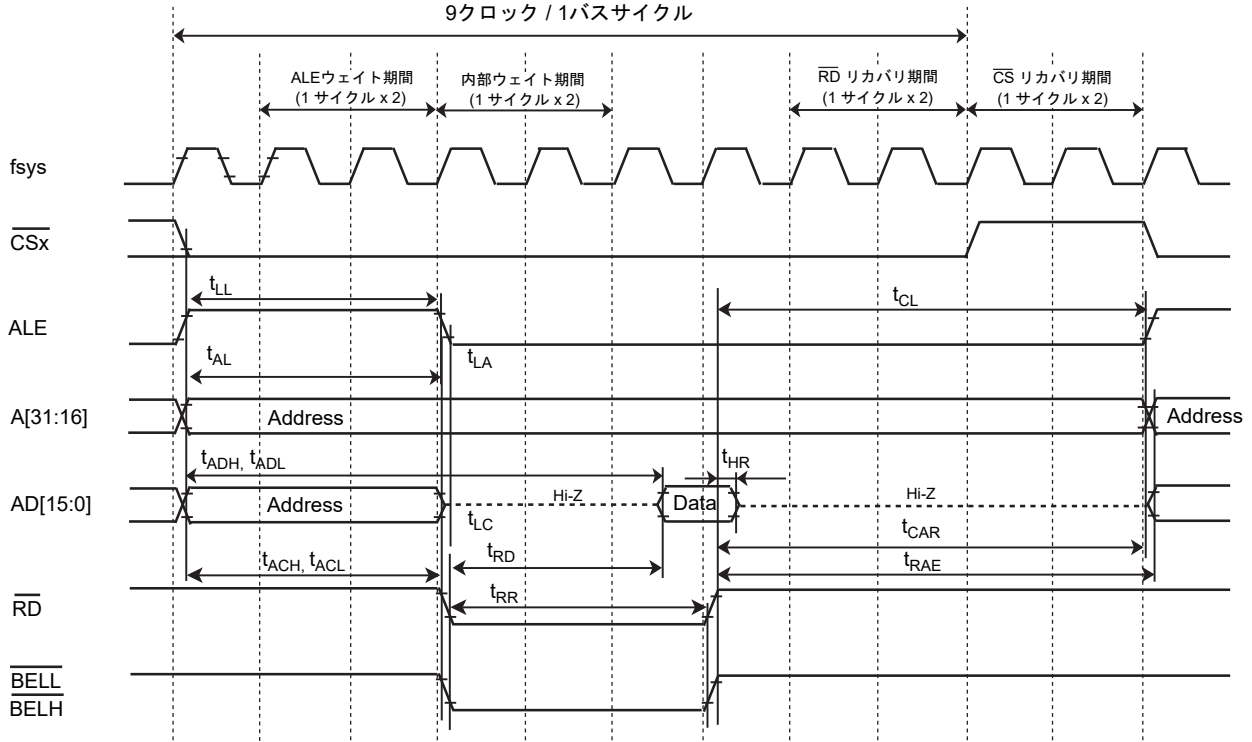 9クロック / 1バスサイクル
ALEウェイト期間
(1 サイクル x 2)
内部ウェイト期間
(1 サイクル x 2)
RD リカバリ期間
(1 サイクル x 2)
CS リカバリ期間
(1 サイクル x 2)
fsys
CSx
tLL
tCL
ALE
tAL
tLA
A[31:16]
Address
Address
tADH, tADL
tHR
AD[15:0]
Address
Hi-Z
Data
Hi-Z
tLC
tCAR
tRD
tRAE
tACH, tACL
RD
tRR
BELL
BELH